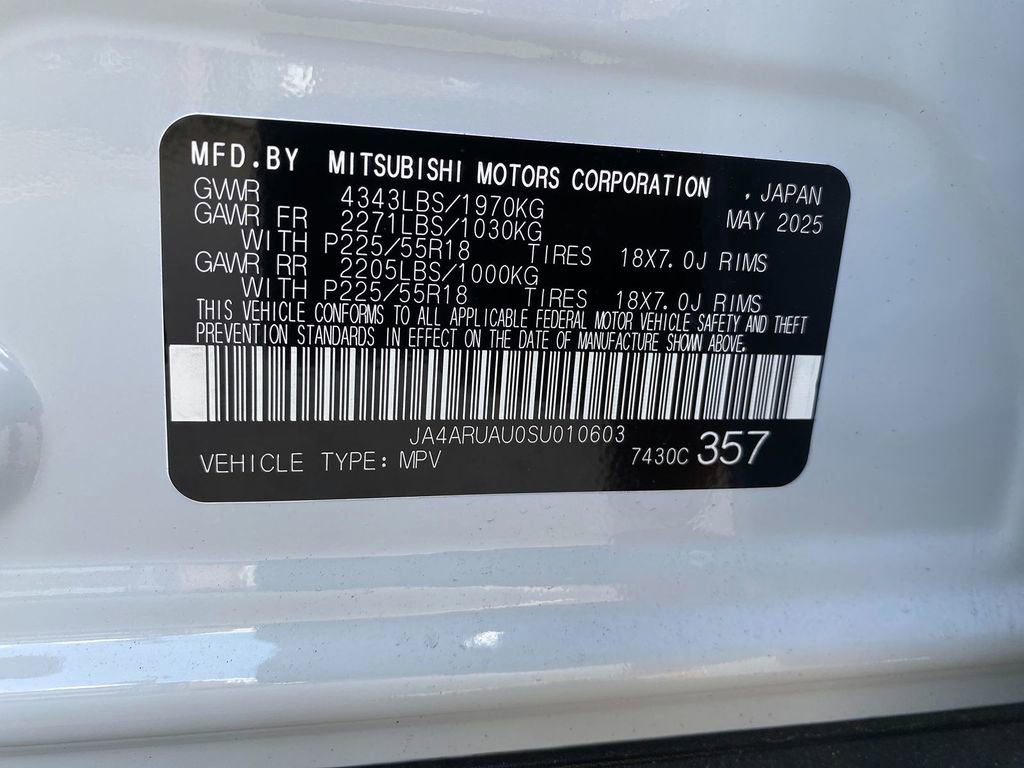 MFD.BY MITSUBISHI MOTORS CORPORATION , JAPAN
GVWR 4343LBS/1970KG MAY 2025
GAWR FR 2271LBS/1030KG
WITH P225/55R18 TIRES 18X7.0J RIMS
GAWR RR 2205LBS/1000KG
WITH P225/55R18 TIRES 18X7.0J RIMS
THIS VEHICLE CONFORMS TO ALL APPLICABLE FEDERAL MOTOR VEHICLE SAFETY AND THEFT
PREVENTION STANDARDS IN EFFECT ON THE DATE OF MANUFACTURE SHOWN ABOVE.
JA4ARUAU0SU010603
VEHICLE TYPE: MPV 7430C 357